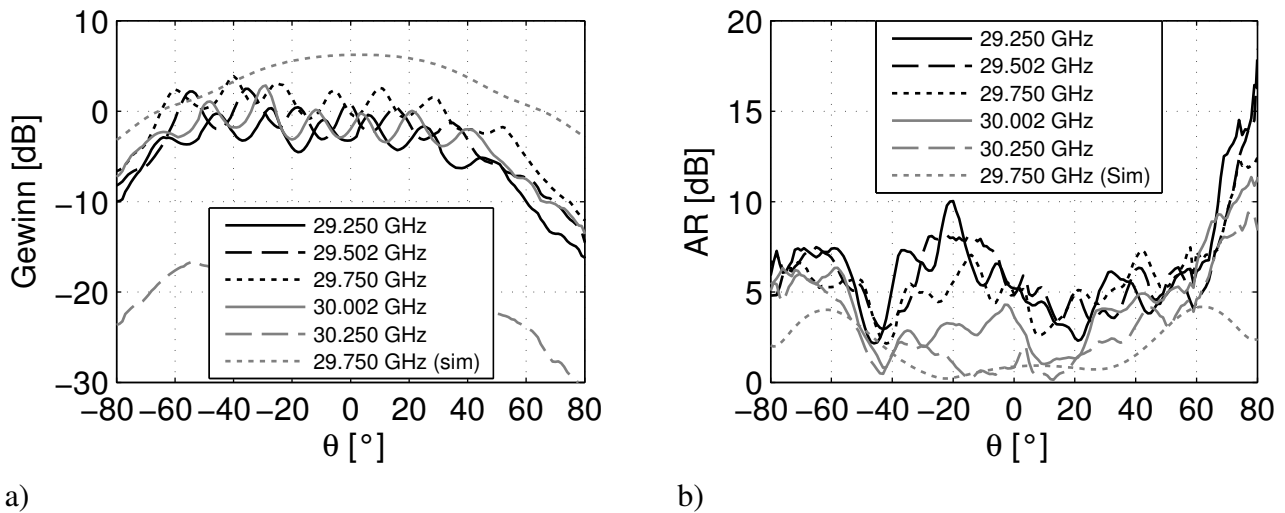 10
0
−10
−20
−30
Gewinn [dB]
29.250 GHz
29.502 GHz
29.750 GHz
30.002 GHz
30.250 GHz
29.750 GHz (sim)
−80 −60 −40 −20 0 20 40 60 80
θ [°]
a)
20
15
10
5
0
AR [dB]
29.250 GHz
29.502 GHz
29.750 GHz
30.002 GHz
30.250 GHz
29.750 GHz (Sim)
−80 −60 −40 −20 0 20 40 60 80
θ [°]
b)